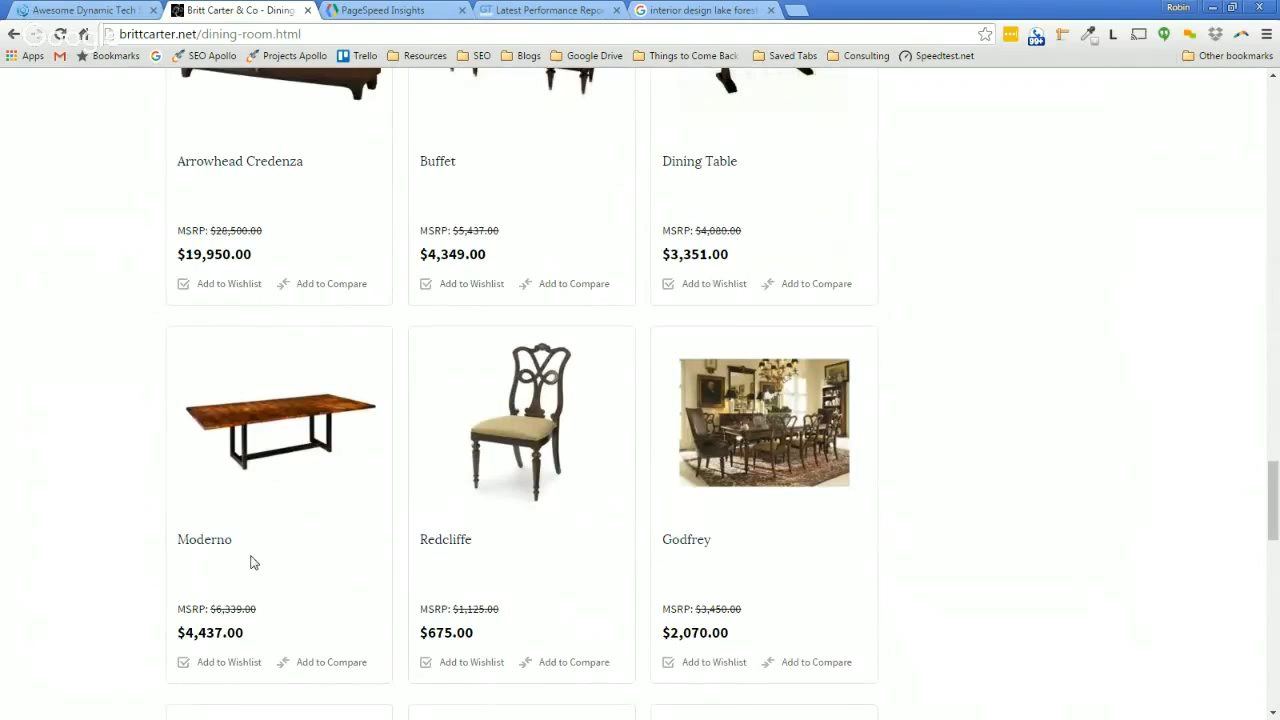 Awesome Dynamic Tech S
Britt Carter & Co - Dining
PageSpeed Insights
Latest Performance Repo
interior design lake forest
Robin
brittcarter.net/dining-room.html
Google
99+
L
Apps
Bookmarks
SEO Apollo
Projects Apollo
Trello
Resources
SEO
Blogs
Google Drive
Things to Come Back
Saved Tabs
Consulting
Speedtest.net
Other bookmarks
Arrowhead Credenza
Buffet
Dining Table
MSRP: $28,500.00
MSRP: $5,437.00
MSRP: $4,080.00
$19,950.00
$4,349.00
$3,351.00
Add to Wishlist
Add to Compare
Add to Wishlist
Add to Compare
Add to Wishlist
Add to Compare
Moderno
Redcliffe
Godfrey
MSRP: $6,339.00
MSRP: $1,125.00
MSRP: $3,450.00
$4,437.00
$675.00
$2,070.00
Add to Wishlist
Add to Compare
Add to Wishlist
Add to Compare
Add to Wishlist
Add to Compare